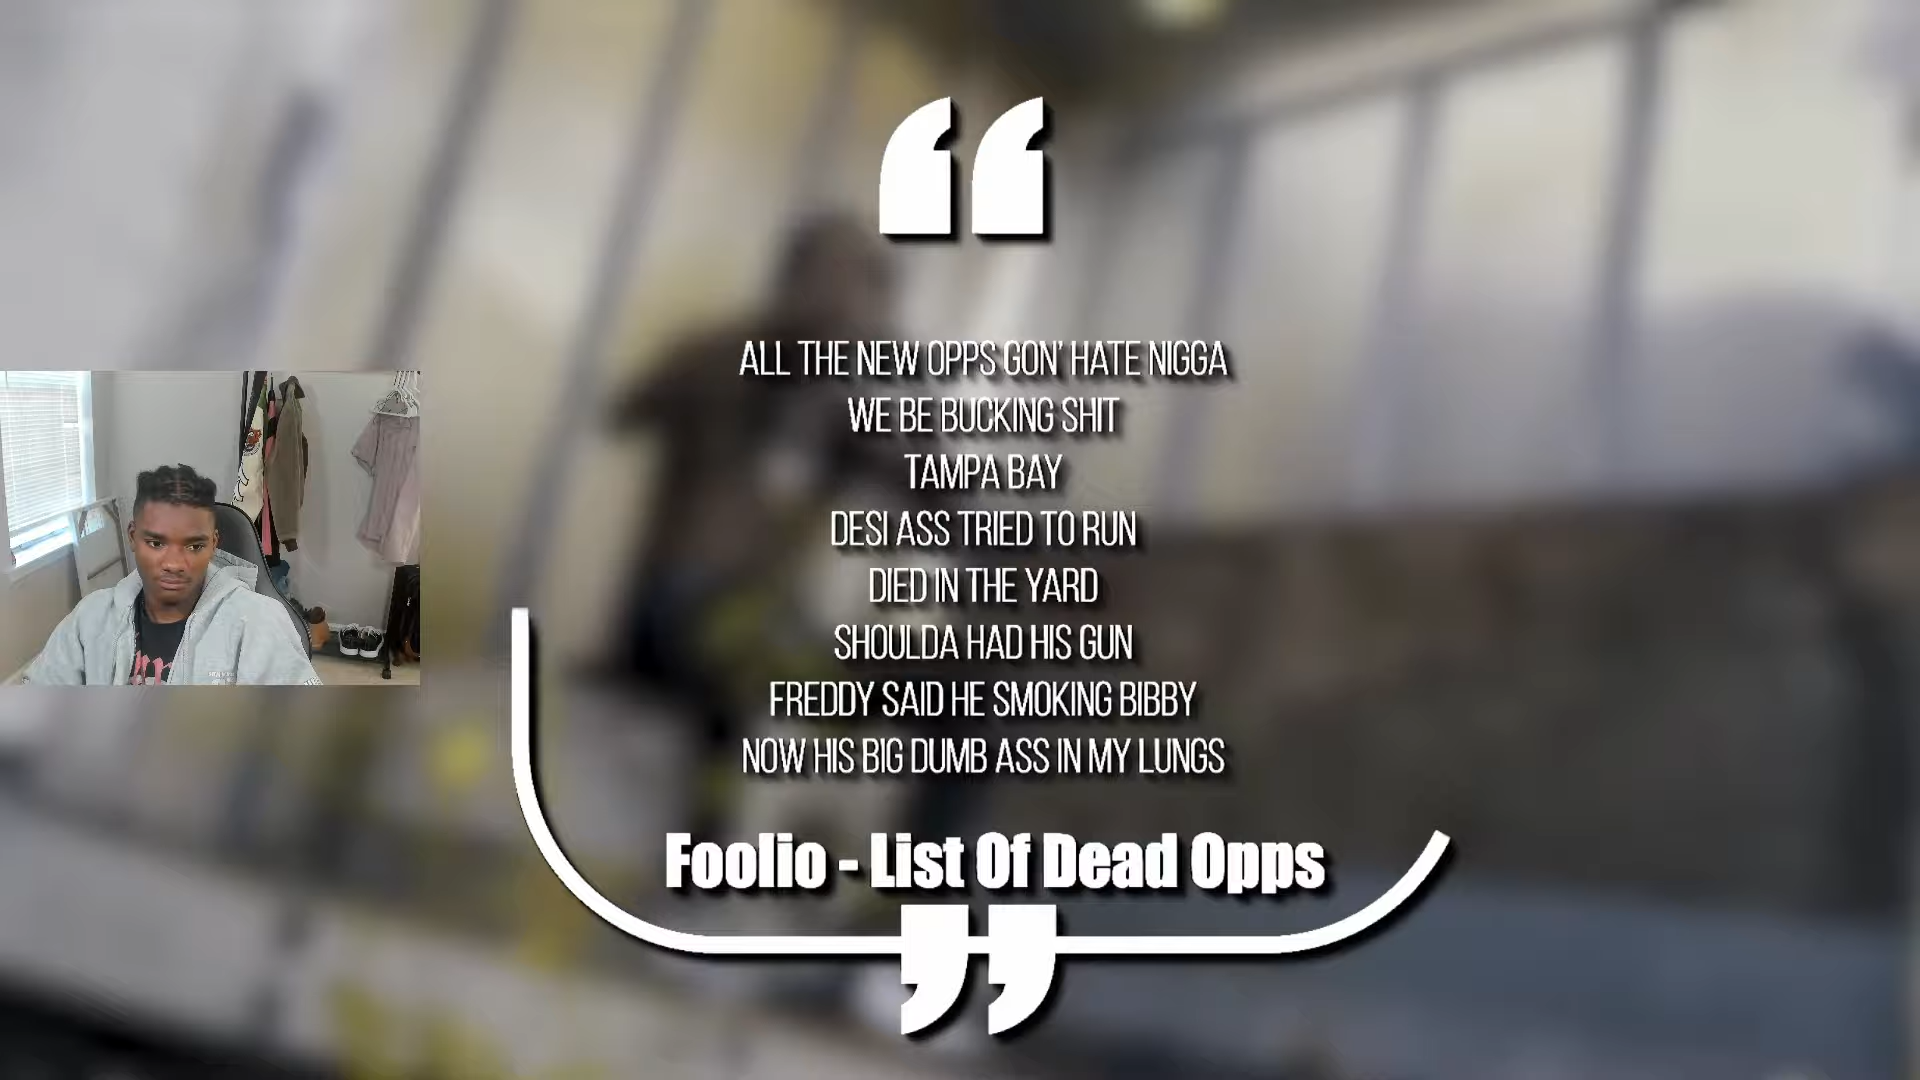 ALL THE NEW OPPS GON' HATE NIGGA
WE BE BUCKING SHIT
TAMPA BAY
DESI ASS TRIED TO RUN
DIED IN THE YARD
SHOULDA HAD HIS GUN
FREDDY SAID HE SMOKING BIBBY
NOW HIS BIG DUMB ASS IN MY LUNGS
Foolio - List Of Dead Opps